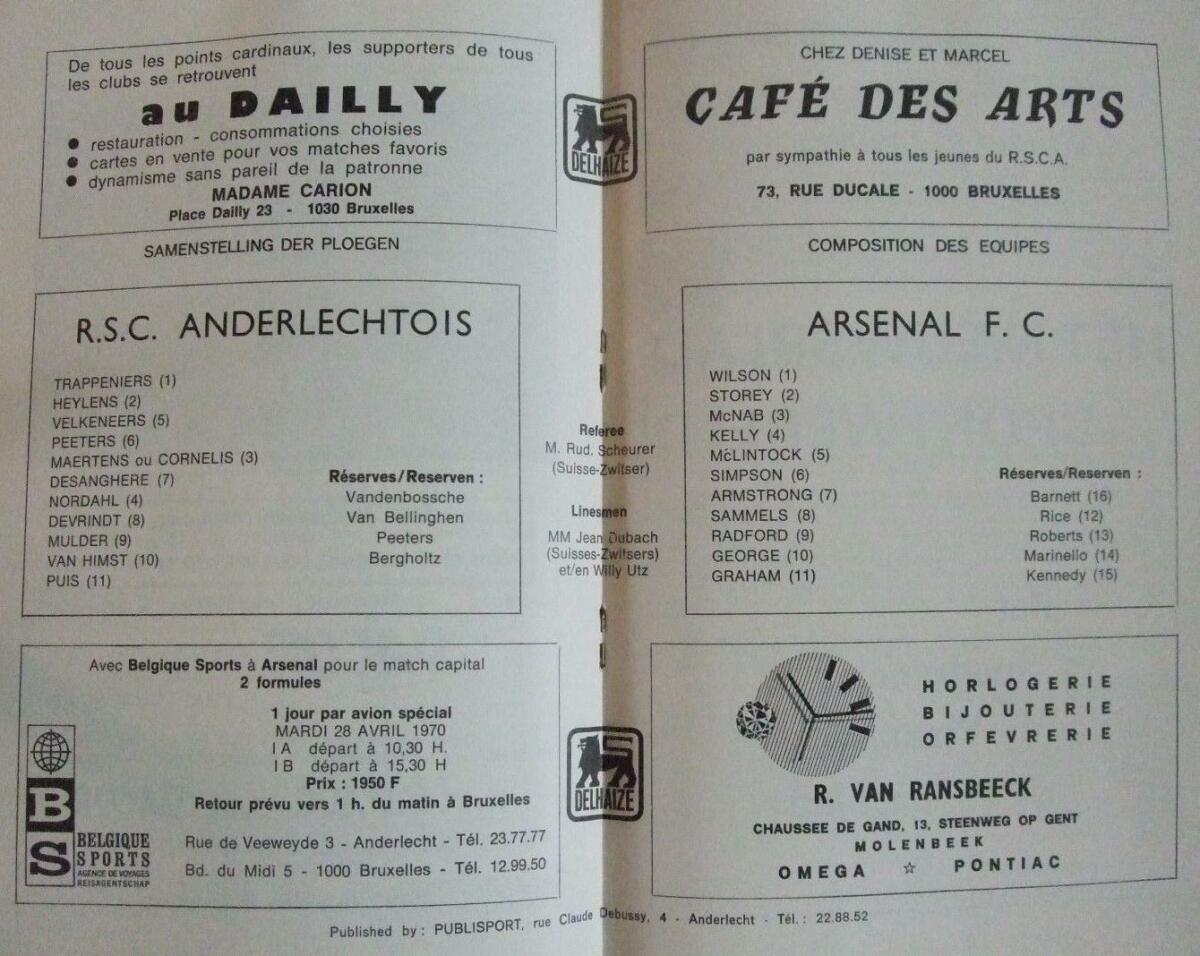 De tous les points cardinaux, les supporters de tous
les clubs se retrouvent
au DAILLY
● restauration - consommations choisies
● cartes en vente pour vos matches favoris
● dynamisme sans pareil de la patronne
MADAME CARION
Place Dailly 23 - 1030 Bruxelles
DELHAIZE
CHEZ DENISE ET MARCEL
CAFÉ DES ARTS
par sympathie à tous les jeunes du R.S.C.A.
73, RUE DUCALE - 1000 BRUXELLES
SAMENSTELLING DER PLOEGEN
COMPOSITION DES EQUIPES
R.S.C. ANDERLECHTOIS
TRAPPENIERS (1)
HEYLENS (2)
VELKENEERS (5)
PEETERS (6)
MAERTENS ou CORNELIS (3)
DESANGHERE (7)
NORDAHL (4)
DEVRINDT (8)
MULDER (9)
VAN HIMST (10)
PUIS (11)
Réserves/Reserven :
Vandenbossche
Van Bellinghen
Peeters
Bergholtz
Referee
M. Rud. Scheurer
(Suisse-Zwitser)
Linesmen
MM Jean Dubach
(Suisses-Zwitsers)
et/en Willy Utz
ARSENAL F. C.
WILSON (1)
STOREY (2)
McNAB (3)
KELLY (4)
McLINTOCK (5)
SIMPSON (6)
ARMSTRONG (7)
SAMMELS (8)
RADFORD (9)
GEORGE (10)
GRAHAM (11)
Réserves/Reserven :
Barnett (16)
Rice (12)
Roberts (13)
Marinello (14)
Kennedy (15)
Avec Belgique Sports à Arsenal pour le match capital
2 formules
1 jour par avion spécial
MARDI 28 AVRIL 1970
I A départ à 10,30 H.
I B départ à 15,30 H
Prix : 1950 F
Retour prévu vers 1 h. du matin à Bruxelles
BS
BELGIQUE
SPORTS
AGENCE DE VOYAGES
REISAGENTSCHAP
Rue de Veeweyde 3 - Anderlecht - Tél. 23.77.77
Bd. du Midi 5 - 1000 Bruxelles - Tél. 12.99.50
DELHAIZE
HORLOGERIE
BIJOUTERIE
ORFEVRERIE
R. VAN RANSBEECK
CHAUSSEE DE GAND, 13, STEENWEG OP GENT
MOLENBEEK
OMEGA ☆ PONTIAC
Published by : PUBLISPORT, rue Claude Debussy, 4 - Anderlecht - Tél. : 22.88.52